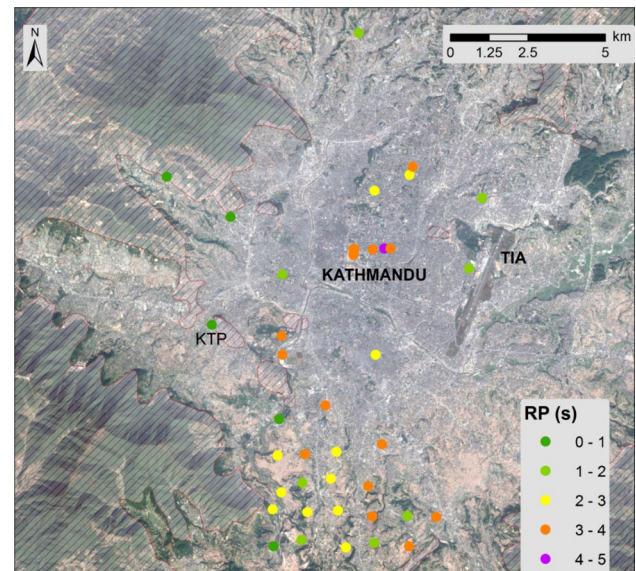 N
km
0 1.25 2.5 5
TIA
KATHMANDU
KTP
RP (s)
0 - 1
1 - 2
2 - 3
3 - 4
4 - 5